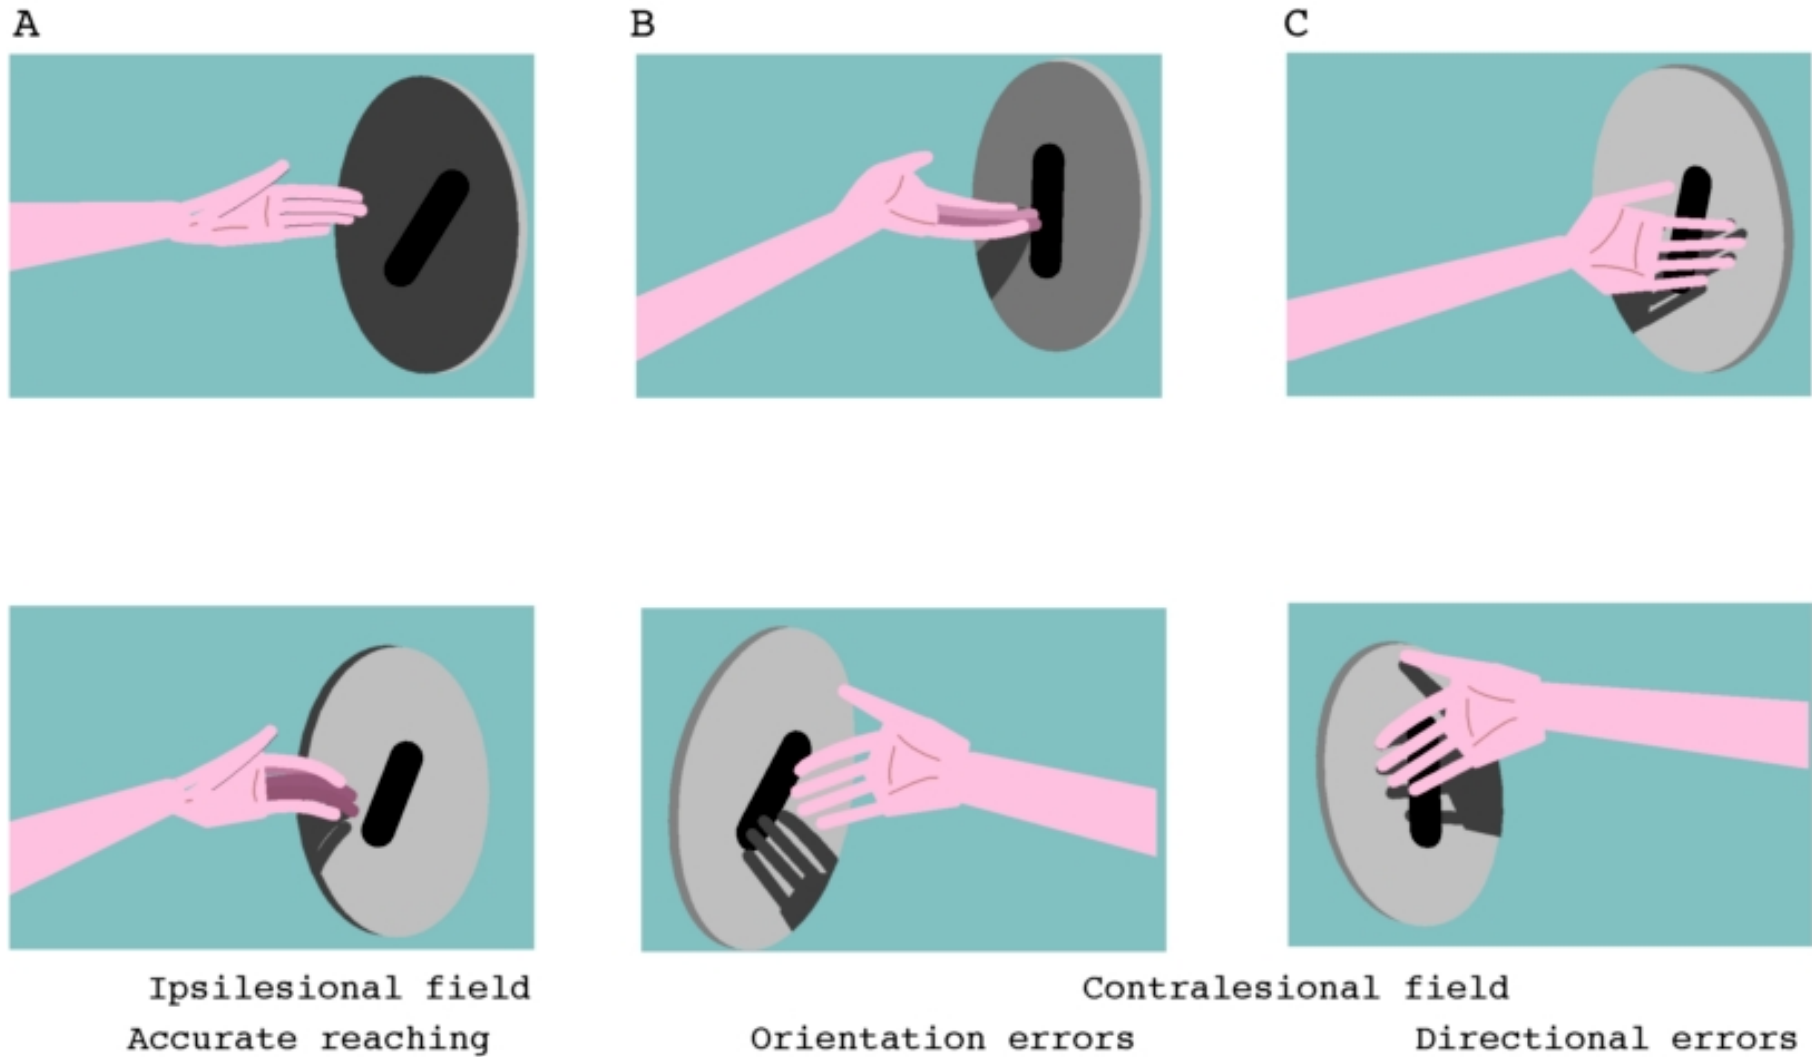 A
B
C
Ipsilesional field
Contralesional field
Accurate reaching
Orientation errors
Directional errors